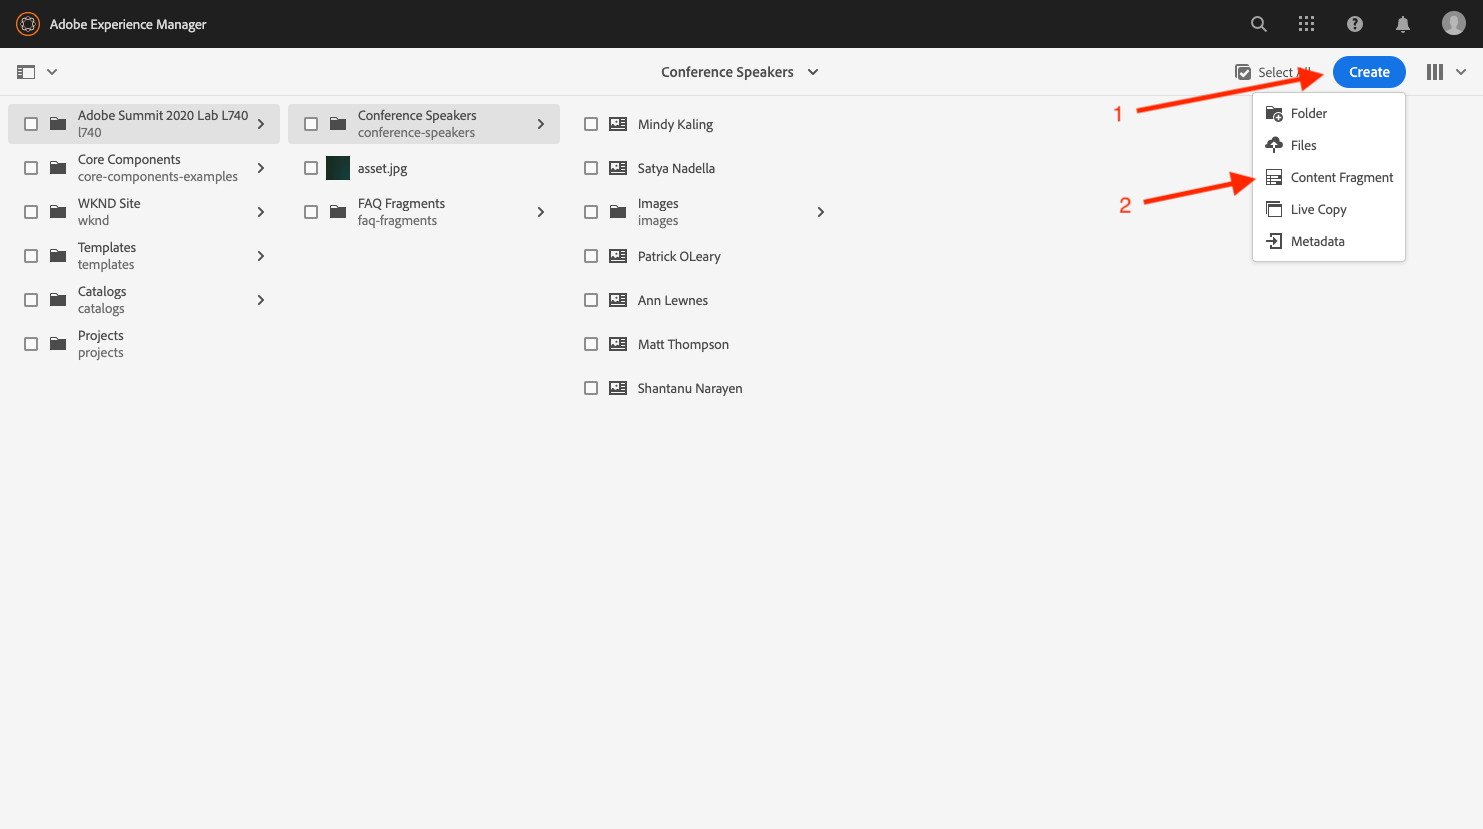 Adobe Experience Manager
Conference Speakers
Select All
Create
1
Folder
Files
2
Content Fragment
Live Copy
Metadata
Adobe Summit 2020 Lab L740
l740
Core Components
core-components-examples
WKND Site
wknd
Templates
templates
Catalogs
catalogs
Projects
projects
Conference Speakers
conference-speakers
asset.jpg
FAQ Fragments
faq-fragments
Mindy Kaling
Satya Nadella
Images
images
Patrick OLeary
Ann Lewnes
Matt Thompson
Shantanu Narayen